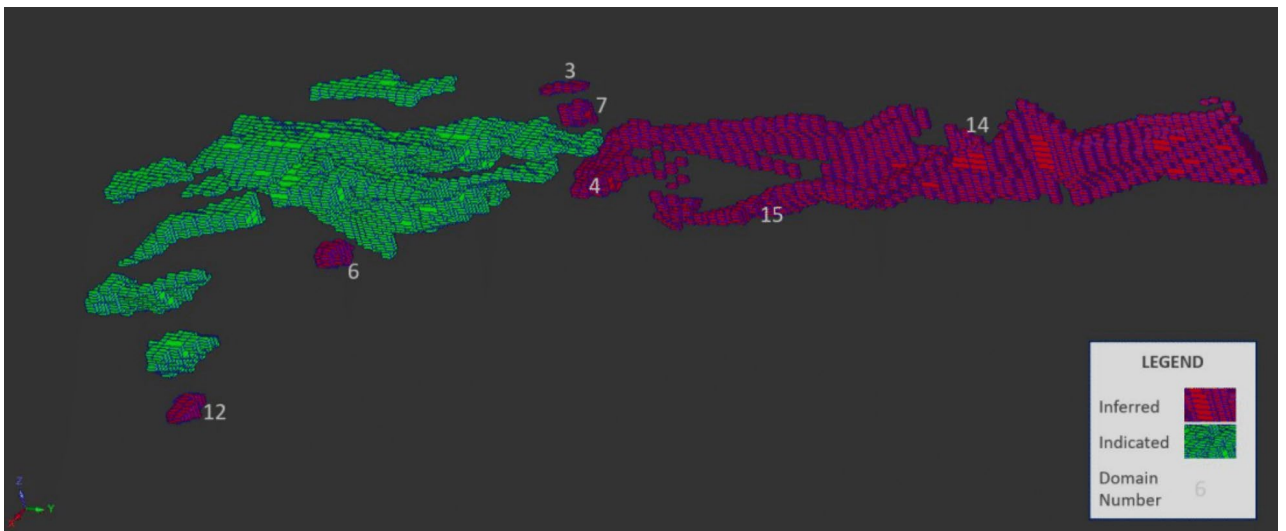 3
7
14
4
15
6
12
LEGEND
Inferred
Indicated
Domain
Number
6
Z
Y